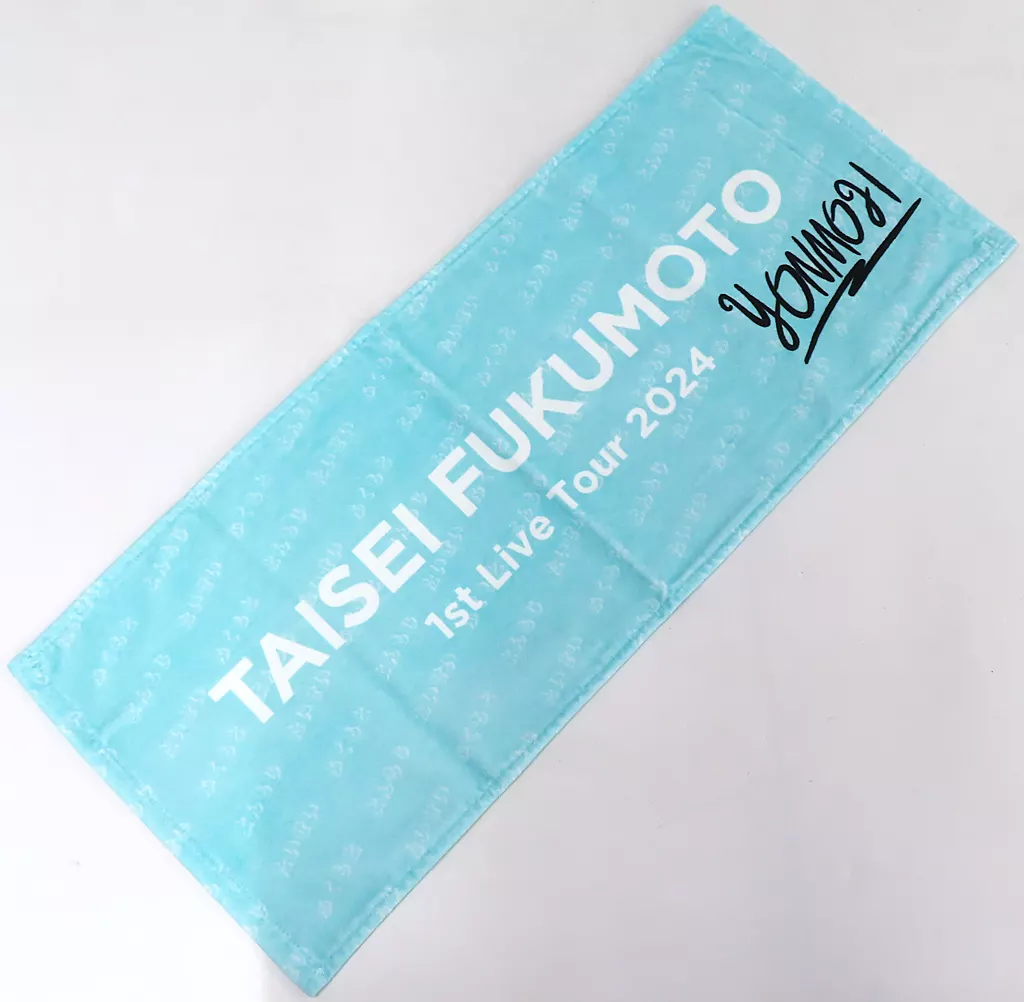 TAISEI FUKUMOTO
1st Live Tour 2024
YONMOJI